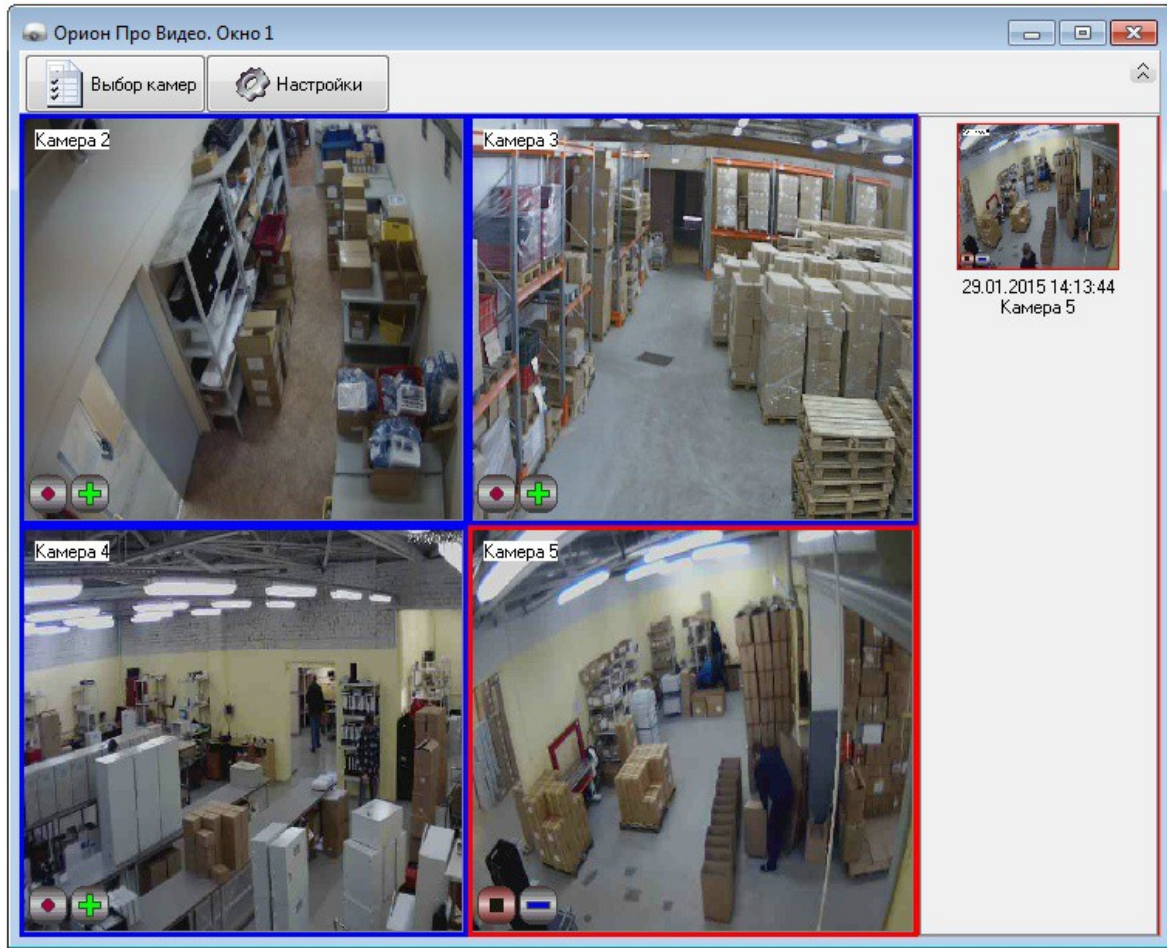 Орион Про Видео. Окно 1
Выбор камер
Настройки
Камера 2
Камера 3
29.01.2015 14:13:44
Камера 5
Камера 4
Камера 5